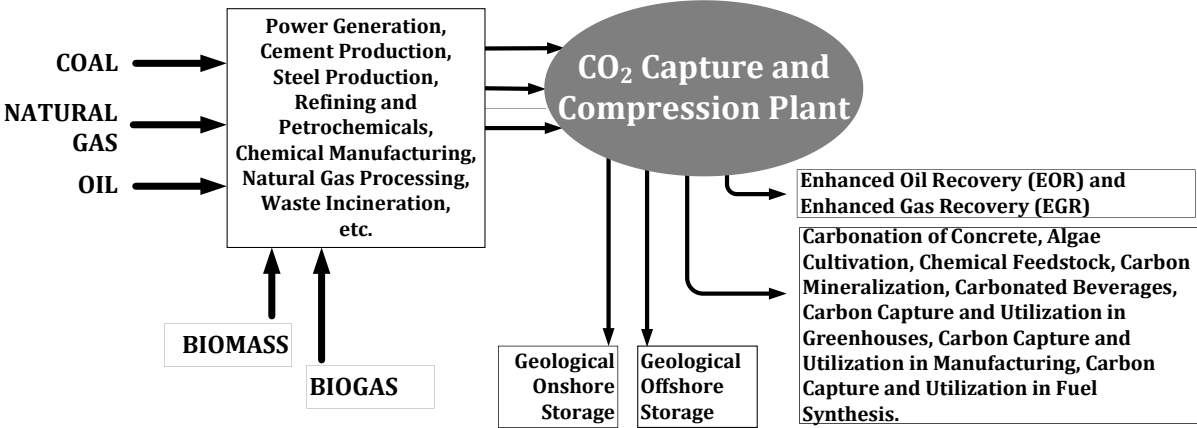 COAL
NATURAL
GAS
OIL
Power Generation,
Cement Production,
Steel Production,
Refining and
Petrochemicals,
Chemical Manufacturing,
Natural Gas Processing,
Waste Incineration,
etc.
BIOMASS
BIOGAS
CO₂ Capture and
Compression Plant
Geological
Onshore
Storage
Geological
Offshore
Storage
Enhanced Oil Recovery (EOR) and
Enhanced Gas Recovery (EGR)
Carbonation of Concrete, Algae
Cultivation, Chemical Feedstock, Carbon
Mineralization, Carbonated Beverages,
Carbon Capture and Utilization in
Greenhouses, Carbon Capture and
Utilization in Manufacturing, Carbon
Capture and Utilization in Fuel
Synthesis.